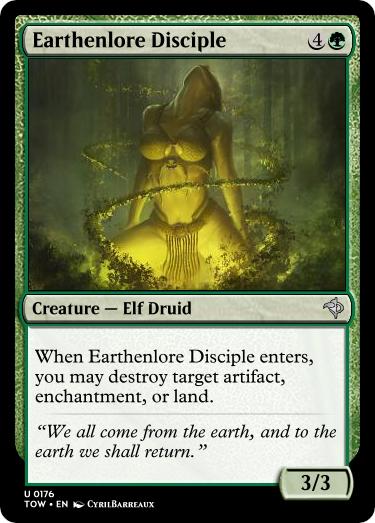 Earthenlore Disciple 4
Creature — Elf Druid
When Earthenlore Disciple enters,
you may destroy target artifact,
enchantment, or land.
“We all come from the earth, and to the
earth we shall return.”
3/3
U 0176
TOW • EN CyrilBarreaux